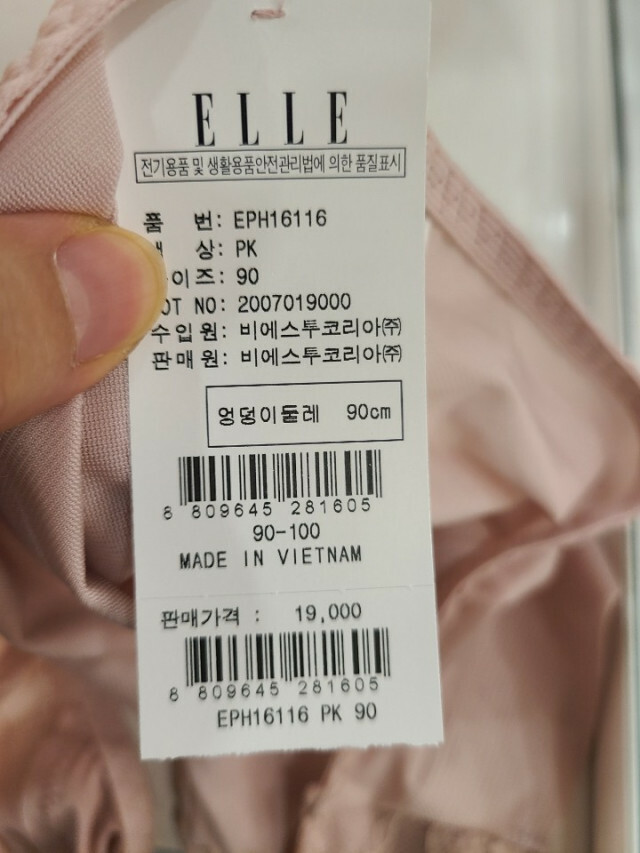 ELLE
전기용품 및 생활용품안전관리법에 의한 품질표시
품 번: EPH16116
상: PK
이즈: 90
OT NO: 2007019000
수입원: 비에스투코리아㈜
판매원: 비에스투코리아㈜
엉덩이둘레 90cm
8 809645 281605
90-100
MADE IN VIETNAM
판매가격 : 19,000
8 809645 281605
EPH16116 PK 90